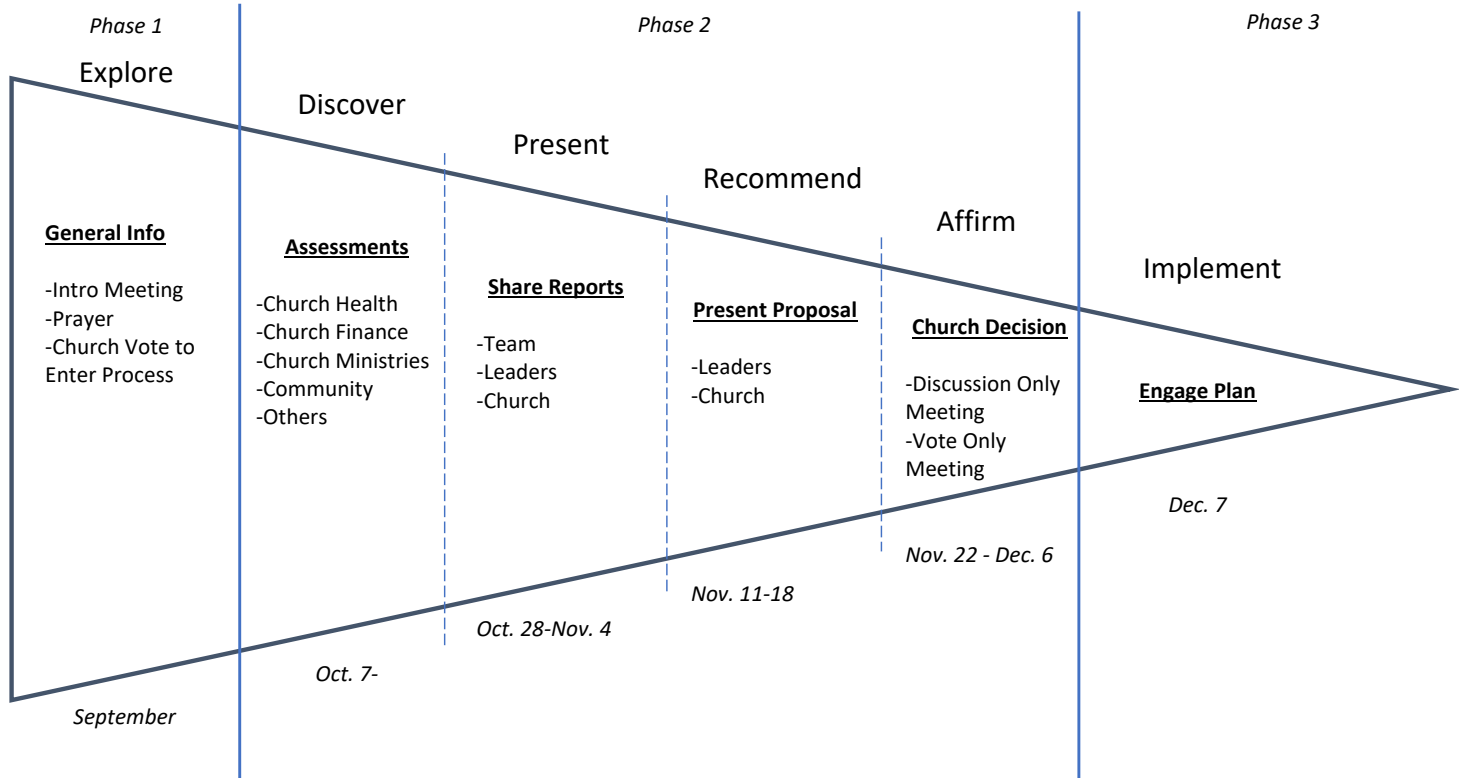 Phase 1
Phase 2
Phase 3
Explore
Discover
Present
Recommend
Affirm
Implement
General Info
-Intro Meeting
-Prayer
-Church Vote to
Enter Process
Assessments
-Church Health
-Church Finance
-Church Ministries
-Community
-Others
Share Reports
-Team
-Leaders
-Church
Present Proposal
-Leaders
-Church
Church Decision
-Discussion Only
Meeting
-Vote Only
Meeting
Engage Plan
September
Oct. 7-
Oct. 28-Nov. 4
Nov. 11-18
Nov. 22 - Dec. 6
Dec. 7